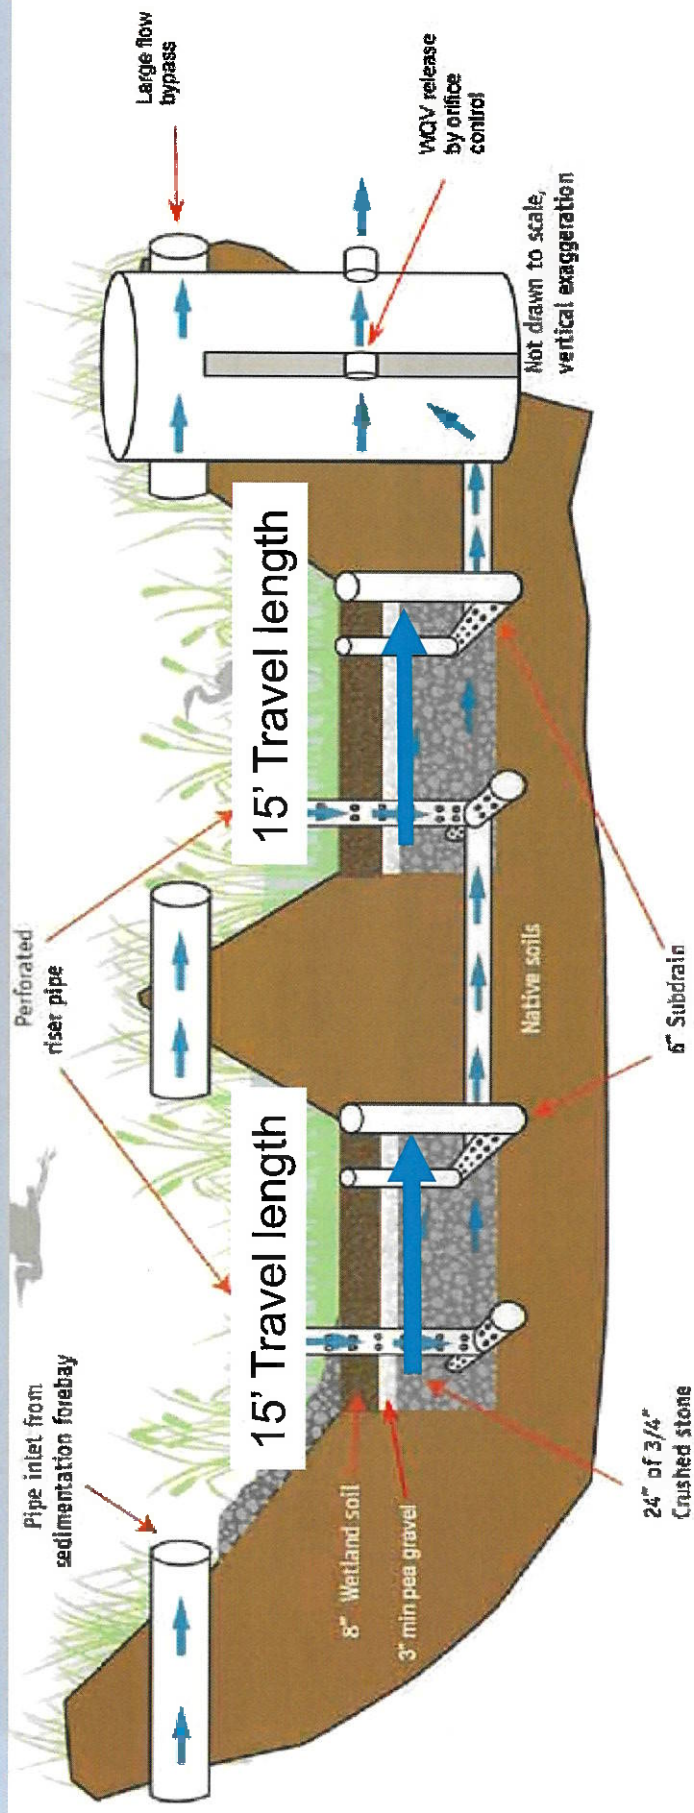 Pipe inlet from
sedimentation forebay
Perforated
riser pipe
Large flow
bypass
15' Travel length
15' Travel length
WQV release
by orifice
control
8" Wetland soil
3" min pea gravel
Native soils
Not drawn to scale,
vertical exaggeration
24" of 3/4"
Crushed stone
6" Subdrain